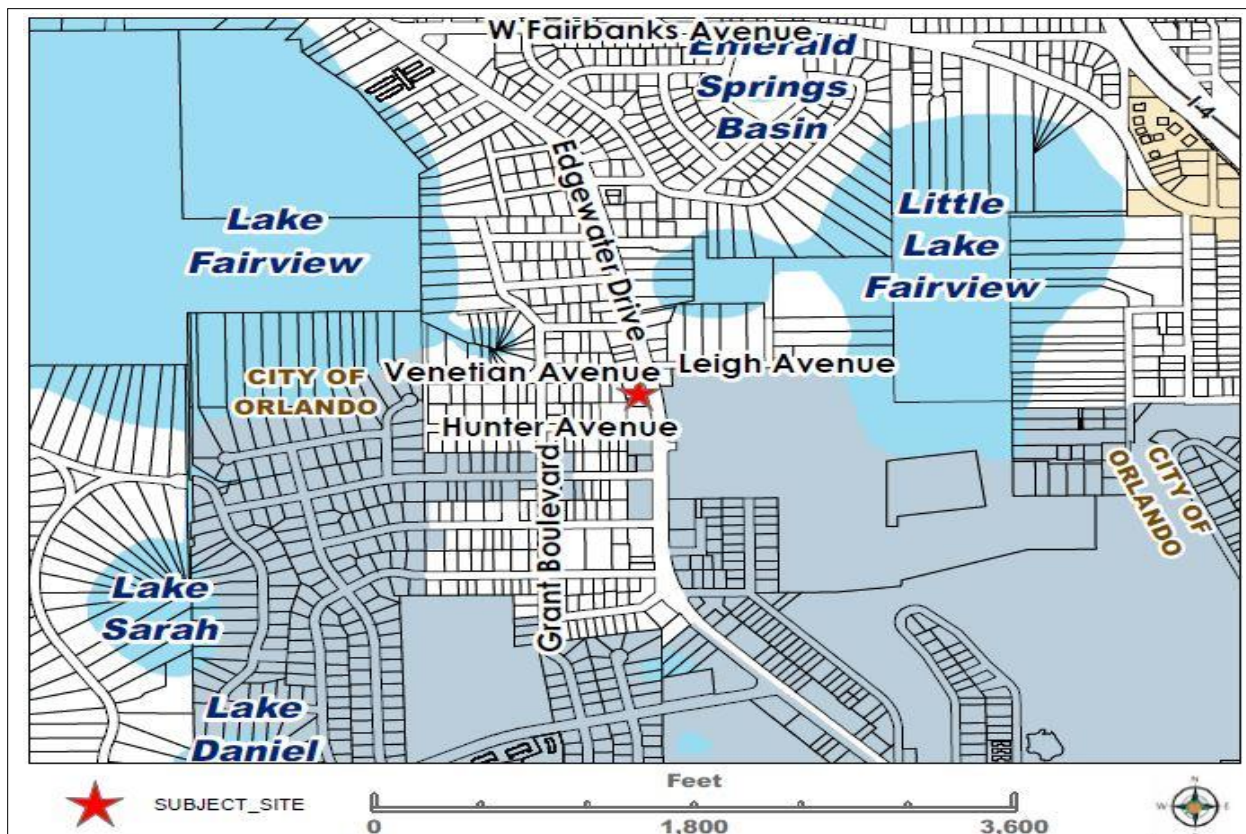 W Fairbanks Avenue
Emerald
Springs
Basin
I-4
Edgewater Drive
Lake
Fairview
Little
Lake
Fairview
Venetian Avenue
Leigh Avenue
CITY OF
ORLANDO
Hunter Avenue
Grant Boulevard
CITY OF
ORLANDO
Lake
Sarah
Lake
Daniel
SUBJECT_SITE
Feet
0
1,800
3,600
N
W
E
S